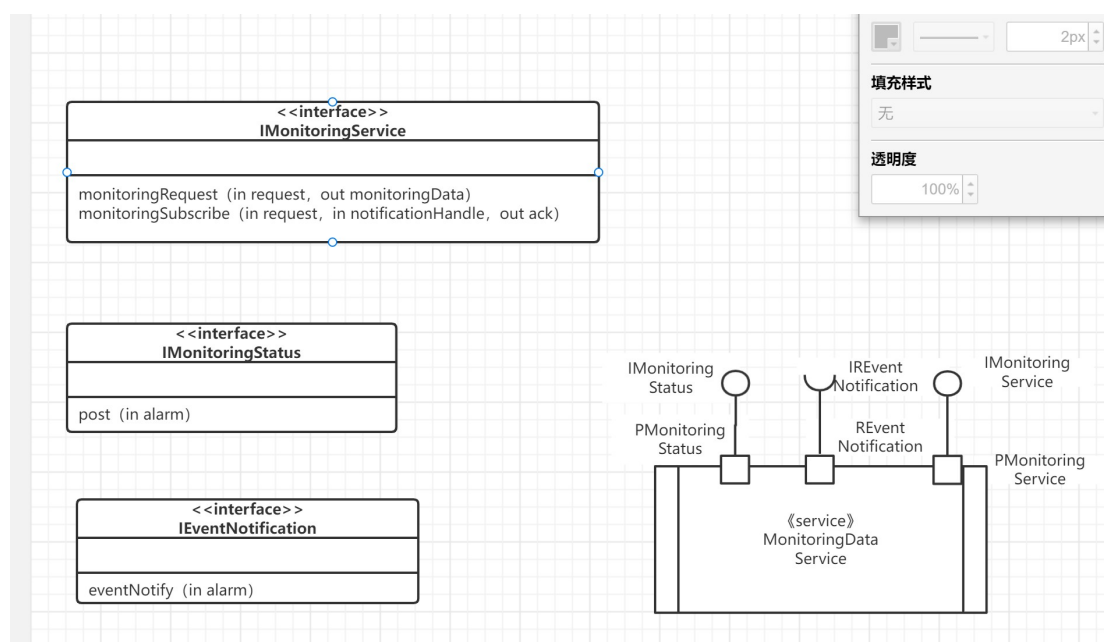 2px
填充样式
无
透明度
100%
<<interface>>
IMonitoringService
monitoringRequest（in request，out monitoringData）
monitoringSubscribe（in request，in notificationHandle，out ack）
<<interface>>
IMonitoringStatus
post（in alarm）
<<interface>>
IEventNotification
eventNotify（in alarm）
IMonitoring
Status
IREvent
Notification
IMonitoring
Service
PMonitoring
Status
REvent
Notification
PMonitoring
Service
《service》
MonitoringData
Service